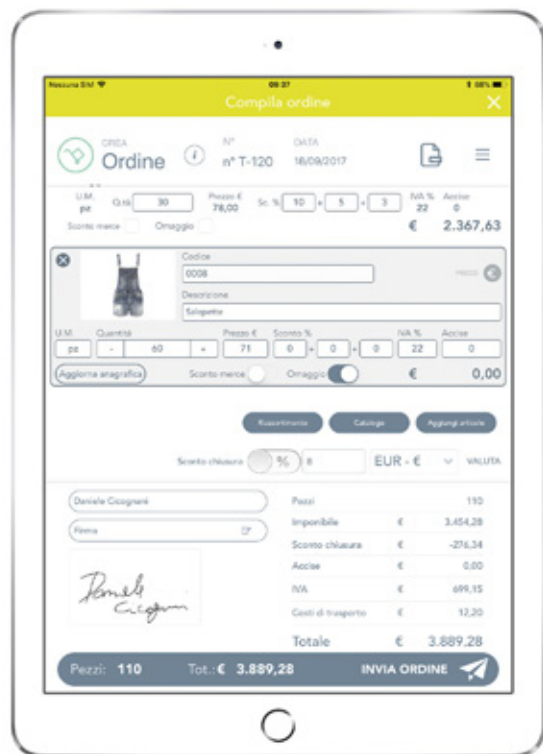 Nessuna SIM 09:37 68%
Compila ordine
CREA N° DATA
Ordine i n° T-120 18/09/2017
U.M. Q.tà 30 Prezzo € Sc. % 10 + 5 + 3 IVA % Accise
pz 78,00 22 0
Sconto merce Omaggio € 2.367,63
Codice
0008 PREZZI €
Descrizione
Salopette
U.M. Quantità Prezzo € Sconto % IVA % Accise
pz - 60 + 71 0 + 0 + 0 22 0
Aggiorna anagrafica Sconto merce Omaggio € 0,00
Riassortimento Catalogo Aggiungi articolo
Sconto chiusura % 8 EUR - € VALUTA
Daniele Cicognani Pezzi 110
Firma Imponibile € 3.454,28
Sconto chiusura € -276,34
Accise € 0,00
IVA € 699,15
Costi di trasporto € 12,20
Totale € 3.889,28
Pezzi: 110 Tot.: € 3.889,28 INVIA ORDINE